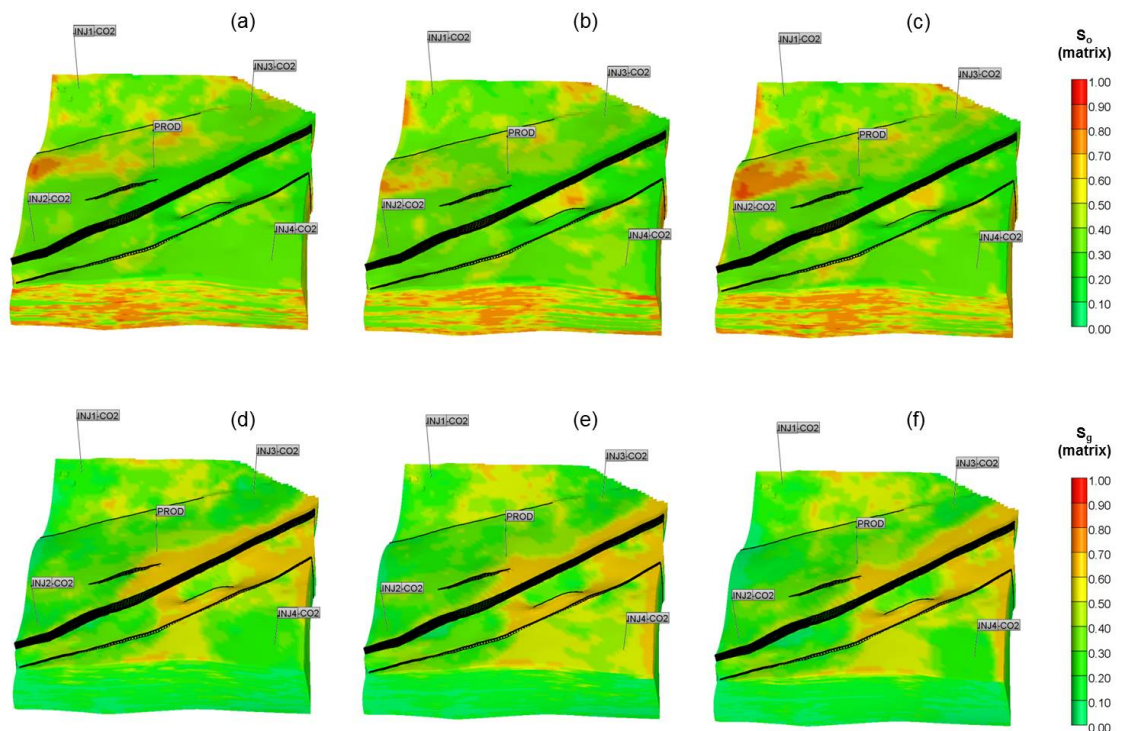 (a)
(b)
(c)
INJ1-CO2
INJ3-CO2
PROD
INJ2-CO2
INJ4-CO2
INJ1-CO2
INJ3-CO2
PROD
INJ2-CO2
INJ4-CO2
INJ1-CO2
INJ3-CO2
PROD
INJ2-CO2
INJ4-CO2
So
(matrix)
1.00
0.90
0.80
0.70
0.60
0.50
0.40
0.30
0.20
0.10
0.00
(d)
(e)
(f)
INJ1-CO2
INJ3-CO2
PROD
INJ2-CO2
INJ4-CO2
INJ1-CO2
INJ3-CO2
PROD
INJ2-CO2
INJ4-CO2
INJ1-CO2
INJ3-CO2
PROD
INJ2-CO2
INJ4-CO2
Sg
(matrix)
1.00
0.90
0.80
0.70
0.60
0.50
0.40
0.30
0.20
0.10
0.00